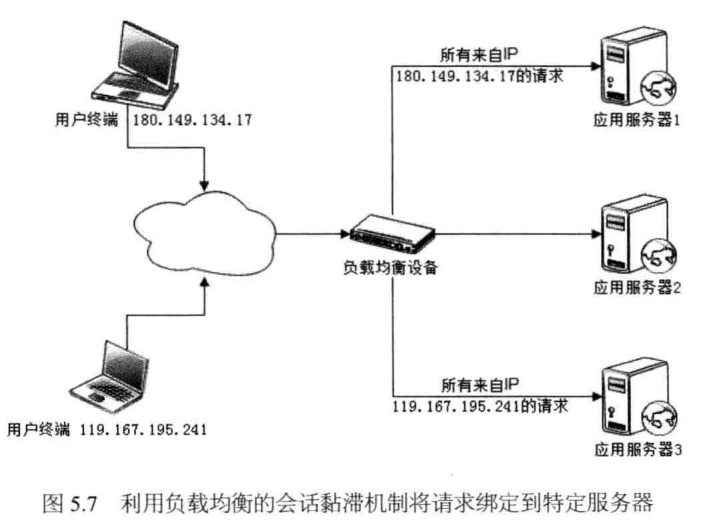 所有来自IP
180.149.134.17的请求
用户终端 180.149.134.17
应用服务器1
负载均衡设备
应用服务器2
所有来自IP
119.167.195.241的请求
用户终端 119.167.195.241
应用服务器3
图 5.7 利用负载均衡的会话黏滞机制将请求绑定到特定服务器